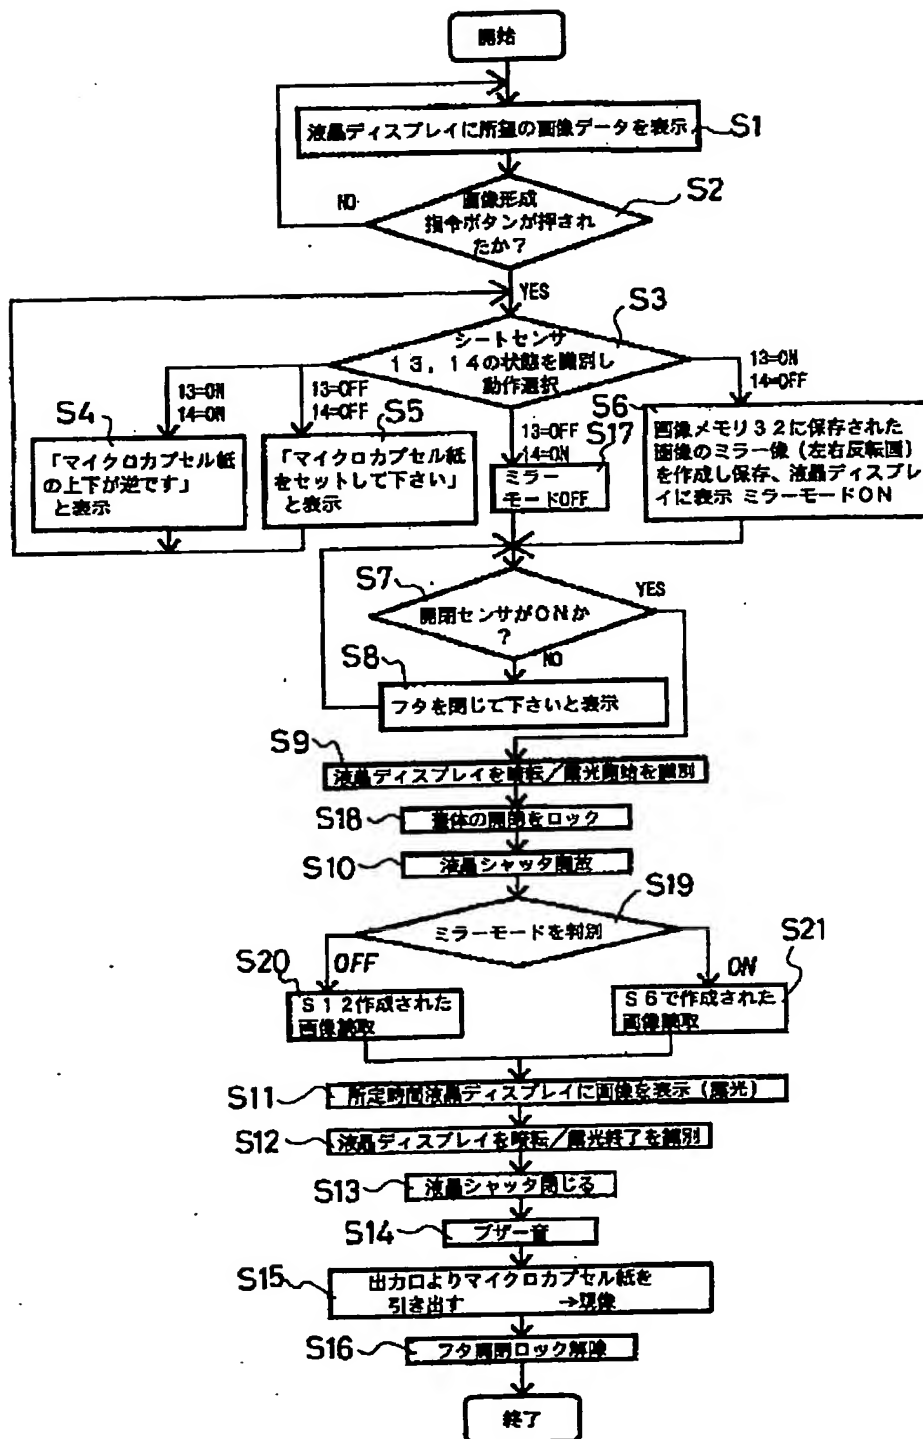 開始
液晶ディスプレイに所望の画像データを表示
S1
S2
NO
画像形成
指令ボタンが押され
たか?
YES
S3
シートセンサ
13,14の状態を識別し
動作選択
13=ON
14=ON
13=OFF
14=OFF
13=OFF
14=ON
13=ON
14=OFF
S4
「マイクロカプセル紙
の上下が逆です」
と表示
S5
「マイクロカプセル紙
をセットして下さい」
と表示
S17
ミラー
モードOFF
S6
画像メモリ32に保存された
画像のミラー像(左右反転画)
を作成し保存、液晶ディスプレ
イに表示 ミラーモードON
S7
YES
開閉センサがONか
?
NO
S8
フタを閉じて下さいと表示
S9
液晶ディスプレイを暗転/露光開始を識別
S18
蓋体の開閉をロック
S10
液晶シャッタ開放
S19
ミラーモードを判別
OFF
ON
S20
S12作成された
画像読取
S21
S6で作成された
画像読取
S11
所定時間液晶ディスプレイに画像を表示(露光)
S12
液晶ディスプレイを暗転/露光終了を識別
S13
液晶シャッタ閉じる
S14
ブザー音
S15
出力口よりマイクロカプセル紙を
引き出す →現像
S16
フタ開閉ロック解除
終了